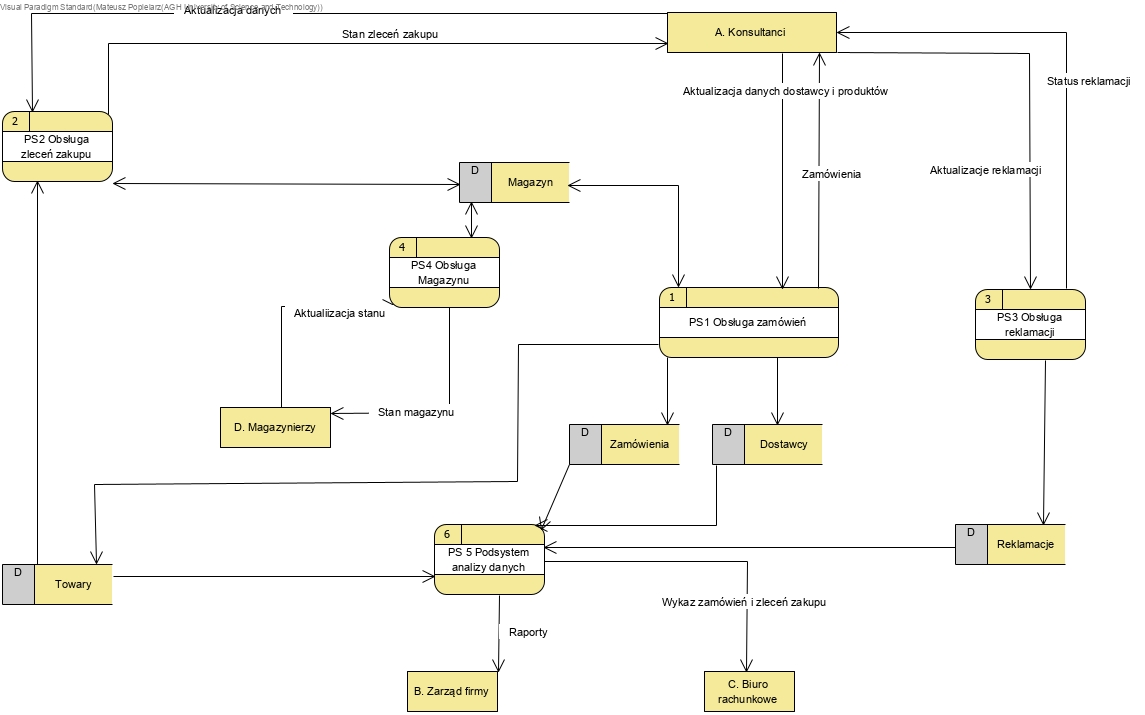 Visual Paradigm Standard(Mateusz Popielarz(AGH University of Science and Technology))
Aktualizacja danych
Stan zleceń zakupu
A. Konsultanci
Status reklamacji
Aktualizacja danych dostawcy i produktów
2
PS2 Obsługa
zleceń zakupu
D
Magazyn
Zamówienia
Aktualizacje reklamacji
4
PS4 Obsługa
Magazynu
1
PS1 Obsługa zamówień
3
PS3 Obsługa
reklamacji
Aktualiizacja stanu
D. Magazynierzy
Stan magazynu
D
Zamówienia
D
Dostawcy
6
PS 5 Podsystem
analizy danych
D
Reklamacje
D
Towary
Wykaz zamówień i zleceń zakupu
Raporty
B. Zarząd firmy
C. Biuro
rachunkowe